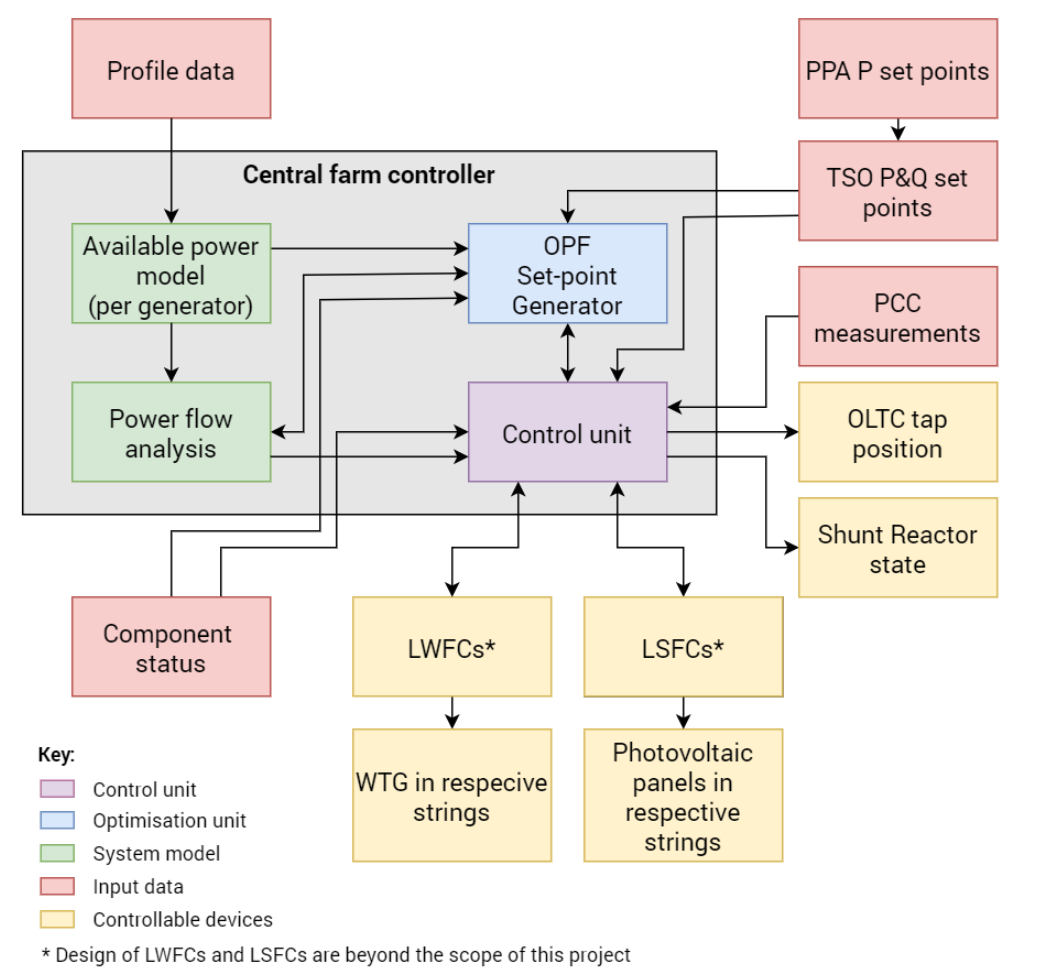 Profile data
PPA P set points
Central farm controller
TSO P&Q set
points
Available power
model
(per generator)
OPF
Set-point
Generator
PCC
measurements
Power flow
analysis
Control unit
OLTC tap
position
Shunt Reactor
state
Component
status
LWFCs*
LSFCs*
WTG in respecive
strings
Photovoltaic
panels in
respective
strings
Key:
Control unit
Optimisation unit
System model
Input data
Controllable devices
* Design of LWFCs and LSFCs are beyond the scope of this project